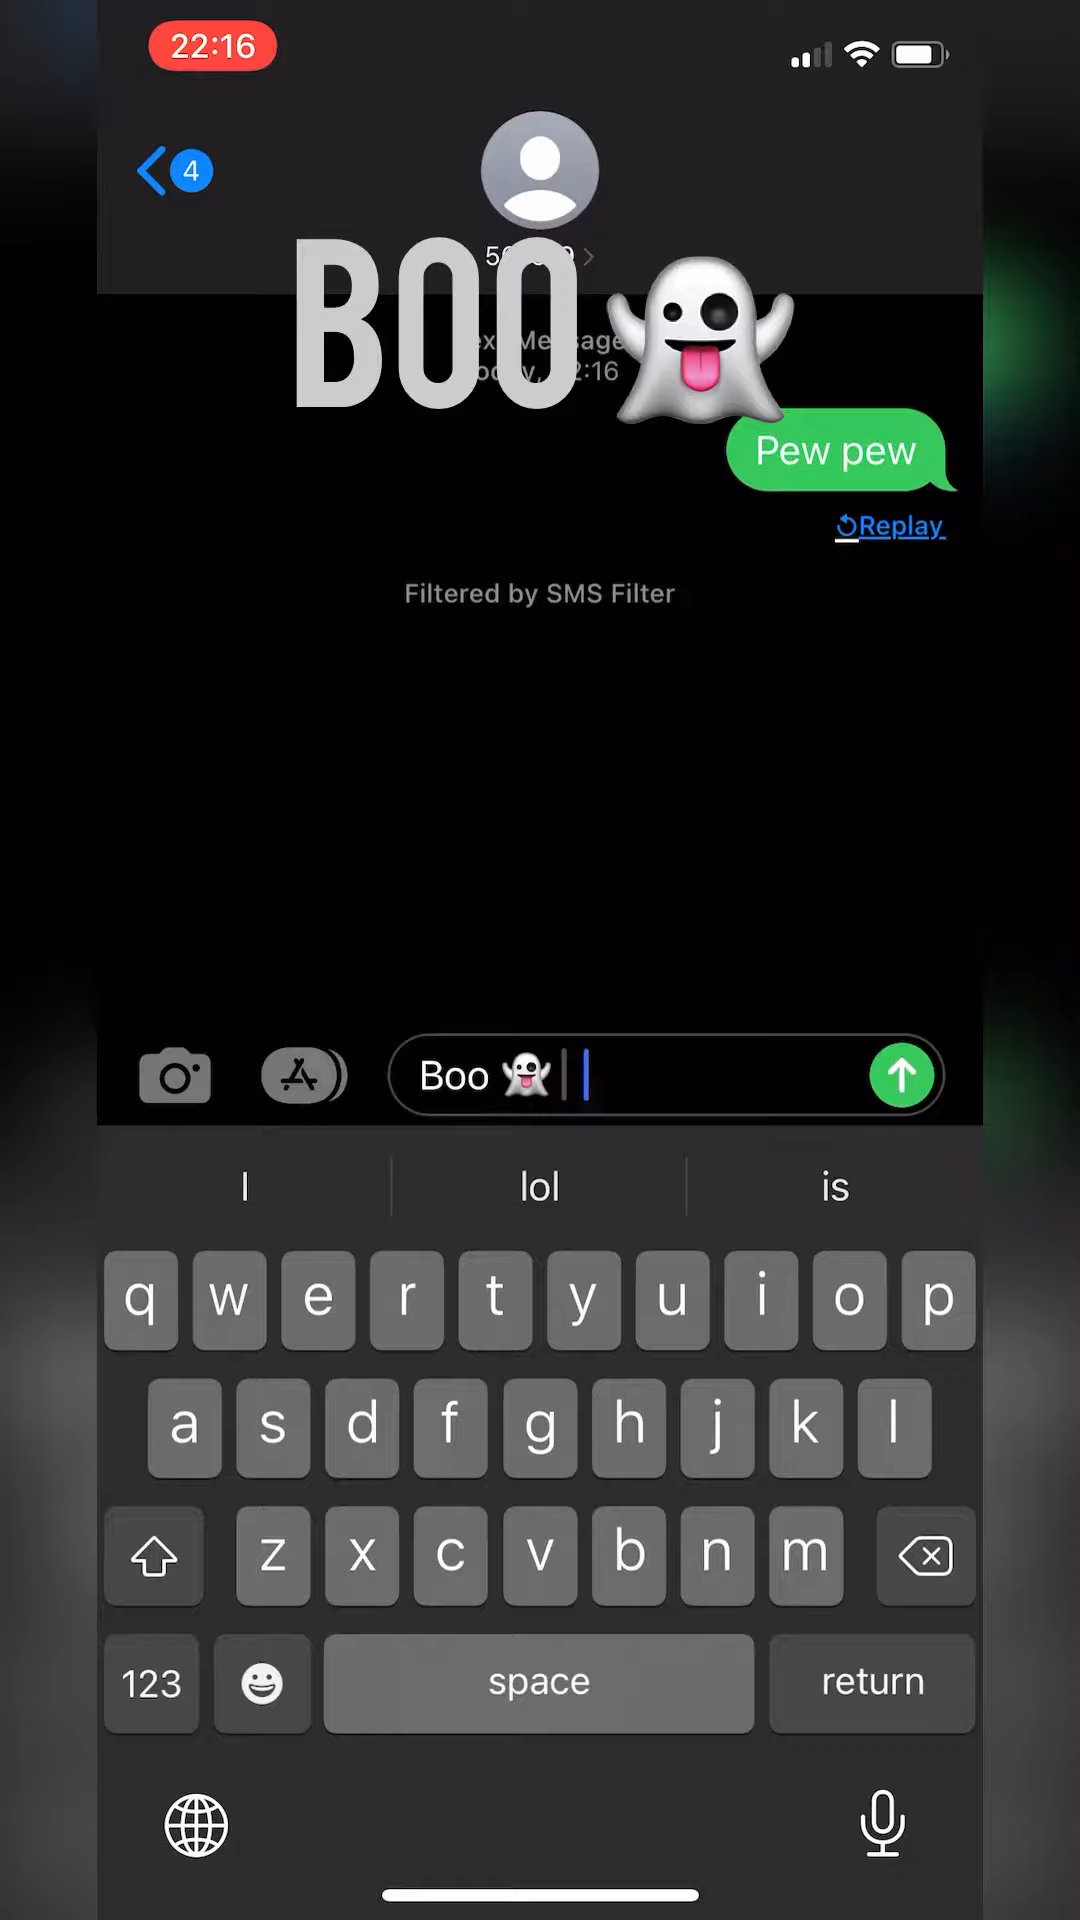 22:16
4
BOO
Pew pew
Replay
Filtered by SMS Filter
Boo 👻
I
lol
is
q w e r t y u i o p
a s d f g h j k l
z x c v b n m
123
space
return